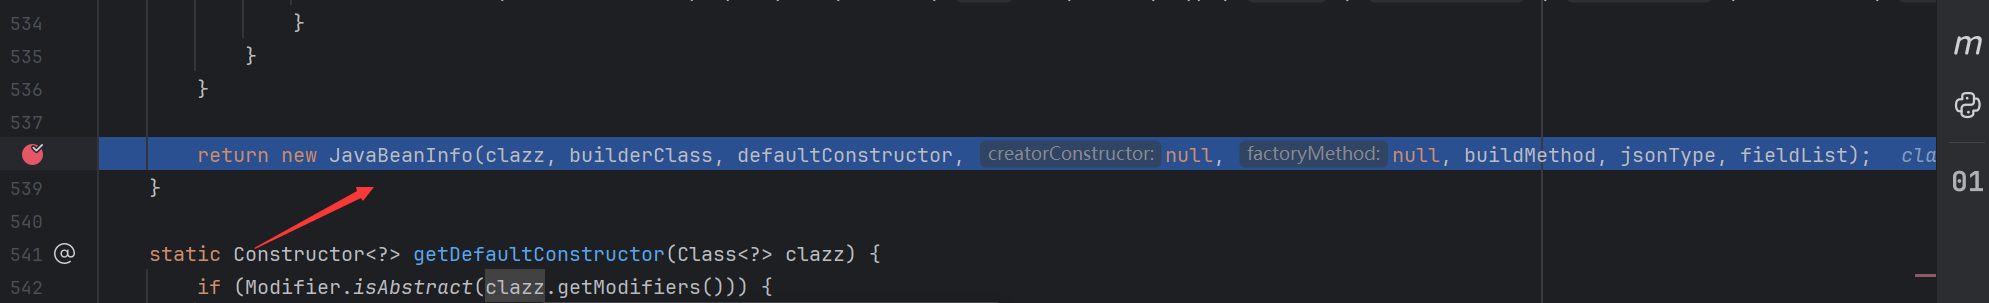 534 }
535 }
536 }
537
return new JavaBeanInfo(clazz, builderClass, defaultConstructor, creatorConstructor: null, factoryMethod: null, buildMethod, jsonType, fieldList); cla
539 }
540
541 @ static Constructor<?> getDefaultConstructor(Class<?> clazz) {
542 if (Modifier.isAbstract(clazz.getModifiers())) {
m
01